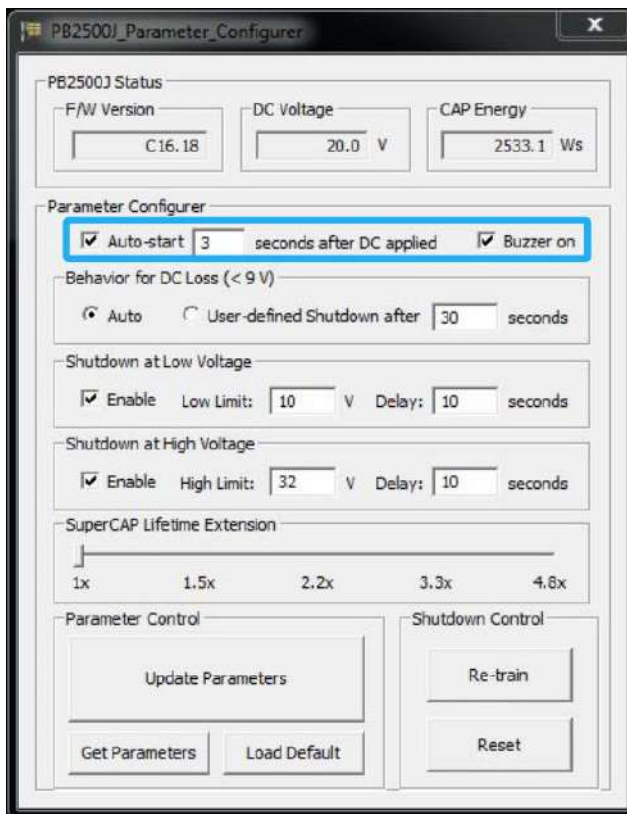 PB2500J_Parameter_Configurer
PB2500J Status
F/W Version DC Voltage CAP Energy
C16.18 20.0 V 2533.1 Ws
Parameter Configurer
Auto-start 3 seconds after DC applied Buzzer on
Behavior for DC Loss (< 9 V)
Auto User-defined Shutdown after 30 seconds
Shutdown at Low Voltage
Enable Low Limit: 10 V Delay: 10 seconds
Shutdown at High Voltage
Enable High Limit: 32 V Delay: 10 seconds
SuperCAP Lifetime Extension
1x 1.5x 2.2x 3.3x 4.8x
Parameter Control Shutdown Control
Update Parameters Re-train
Get Parameters Load Default Reset